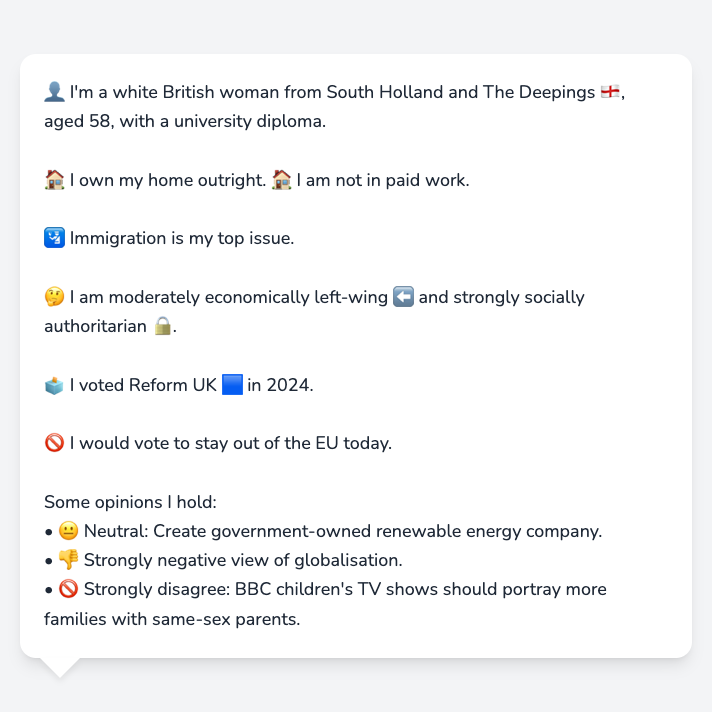 👤 I'm a white British woman from South Holland and The Deepings 🏴󠁧󠁢󠁥󠁮󠁧󠁿,
aged 58, with a university diploma.
🏠 I own my home outright. 🏠 I am not in paid work.
🛂 Immigration is my top issue.
🤔 I am moderately economically left-wing ⬅️ and strongly socially
authoritarian 🔒.
🗳️ I voted Reform UK 🟦 in 2024.
🚫 I would vote to stay out of the EU today.
Some opinions I hold:
• 😐 Neutral: Create government-owned renewable energy company.
• 👎 Strongly negative view of globalisation.
• 🚫 Strongly disagree: BBC children's TV shows should portray more
families with same-sex parents.